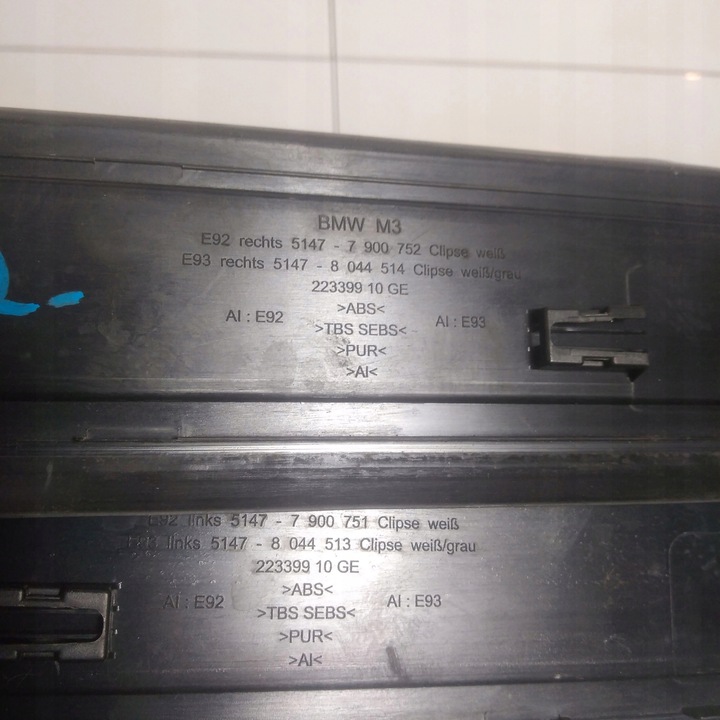 BMW M3
E92 rechts 5147 - 7 900 752 Clipse weiß
E93 rechts 5147 - 8 044 514 Clipse weiß/grau
223399 10 GE
>ABS<
AI : E92 >TBS SEBS< AI : E93
>PUR<
>AI<
E92 links 5147 - 7 900 751 Clipse weiß
links 5147 - 8 044 513 Clipse weiß/grau
223399 10 GE
>ABS<
AI : E92 >TBS SEBS< AI : E93
>PUR<
>AI<